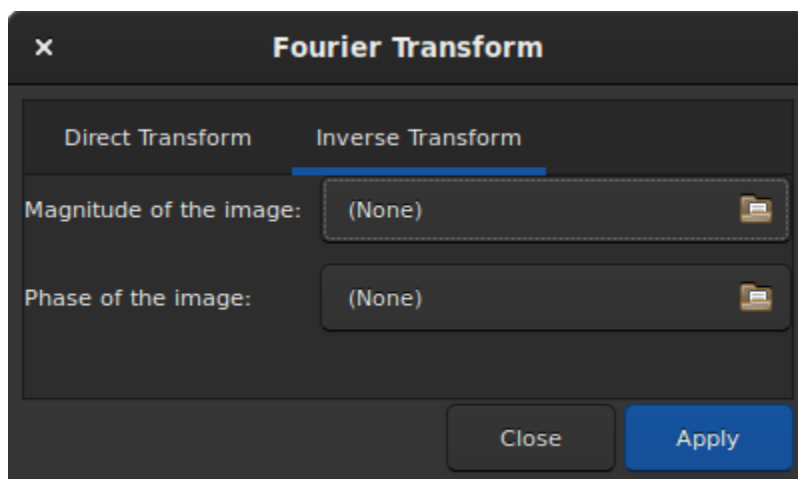 Fourier Transform
Direct Transform Inverse Transform
Magnitude of the image: (None)
Phase of the image: (None)
Close Apply